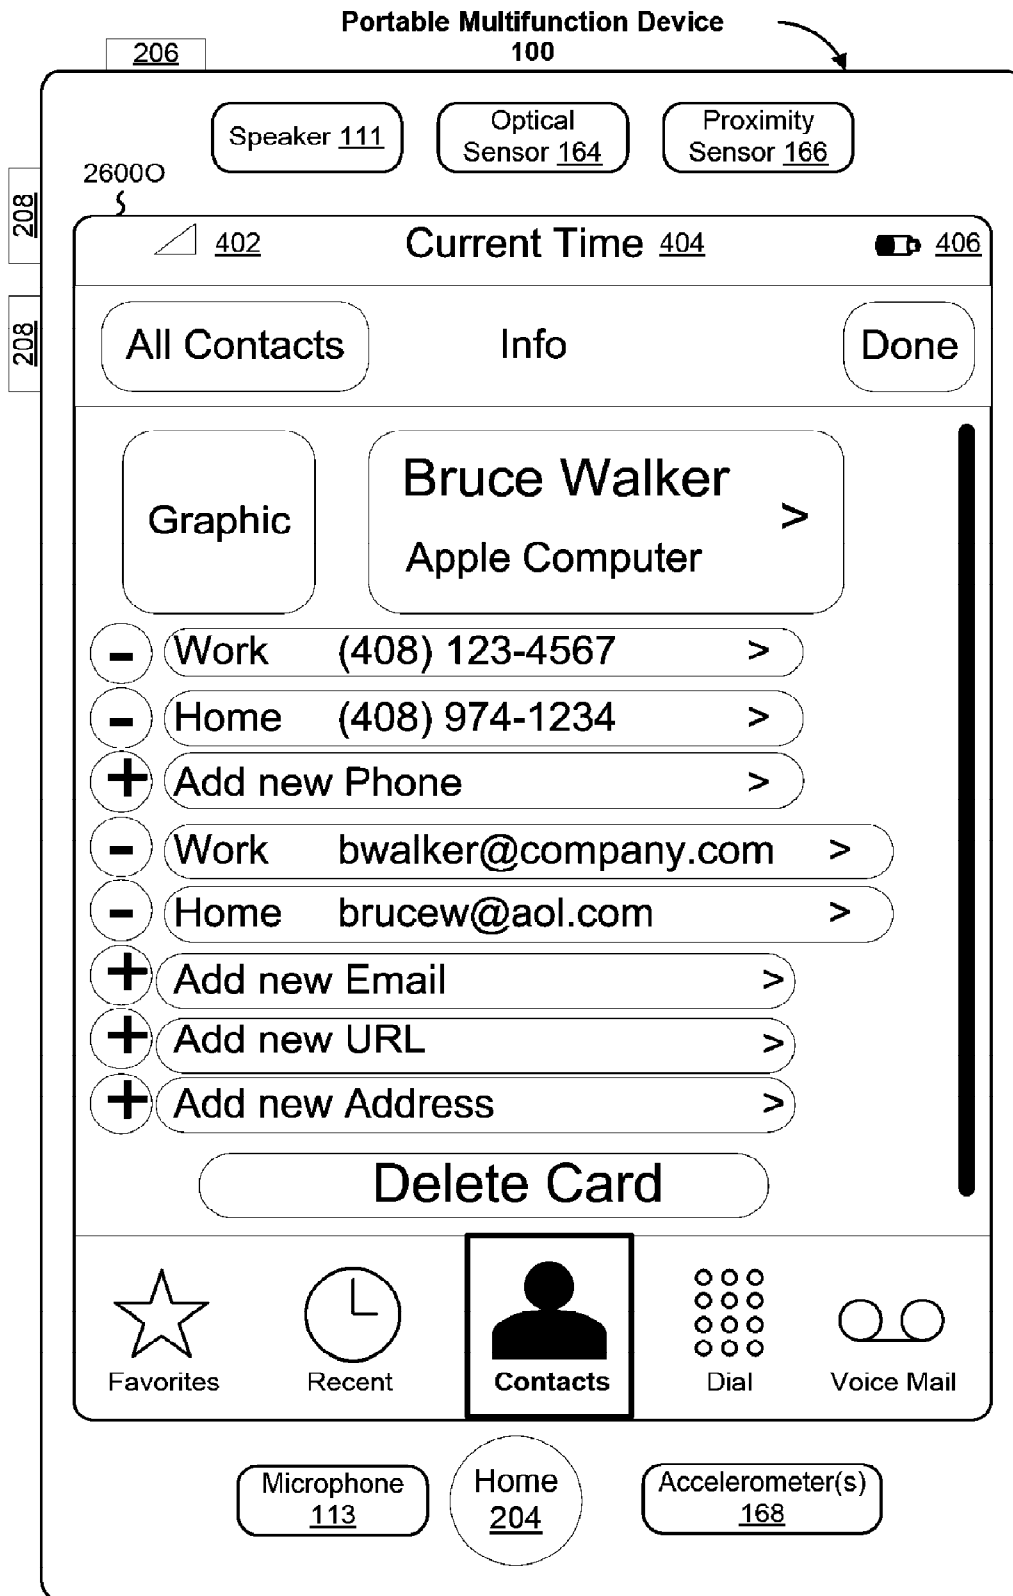 Portable Multifunction Device
100
206
Speaker 111
Optical
Sensor 164
Proximity
Sensor 166
2600O
208
208
402
Current Time 404
406
All Contacts
Info
Done
Graphic
Bruce Walker
>
Apple Computer
- Work (408) 123-4567 >
- Home (408) 974-1234 >
+ Add new Phone >
- Work bwalker@company.com >
- Home brucew@aol.com >
+ Add new Email >
+ Add new URL >
+ Add new Address >
Delete Card
Favorites
Recent
Contacts
Dial
Voice Mail
Microphone
113
Home
204
Accelerometer(s)
168